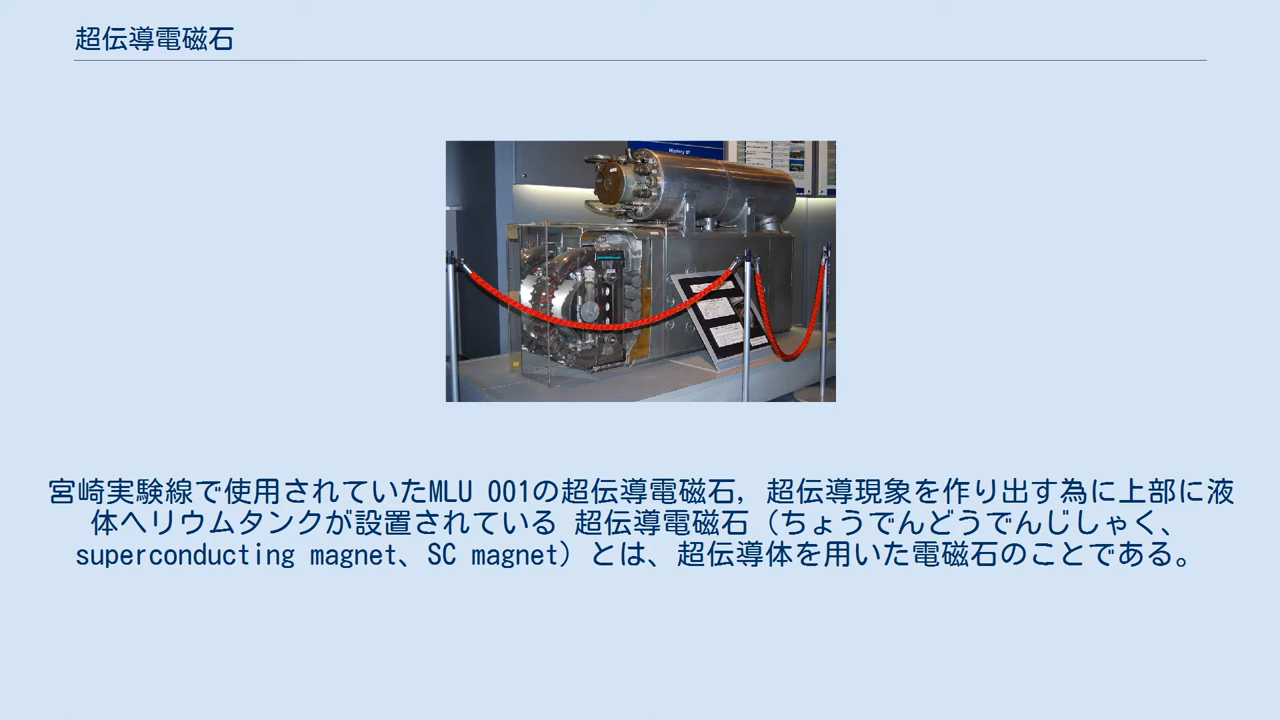 超伝導電磁石
History of
宮崎実験線で使用されていたMLU 001の超伝導電磁石, 超伝導現象を作り出す為に上部に液
体ヘリウムタンクが設置されている 超伝導電磁石（ちょうでんどうでんじしゃく、
superconducting magnet、SC magnet）とは、超伝導体を用いた電磁石のことである。